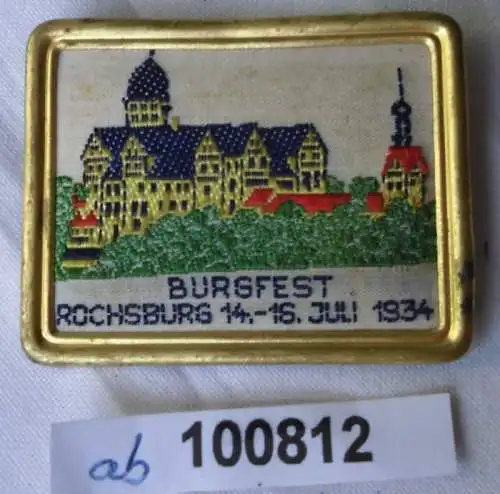 BURGFEST
ROCHSBURG 14.-16. JULI 1934
ab 100812